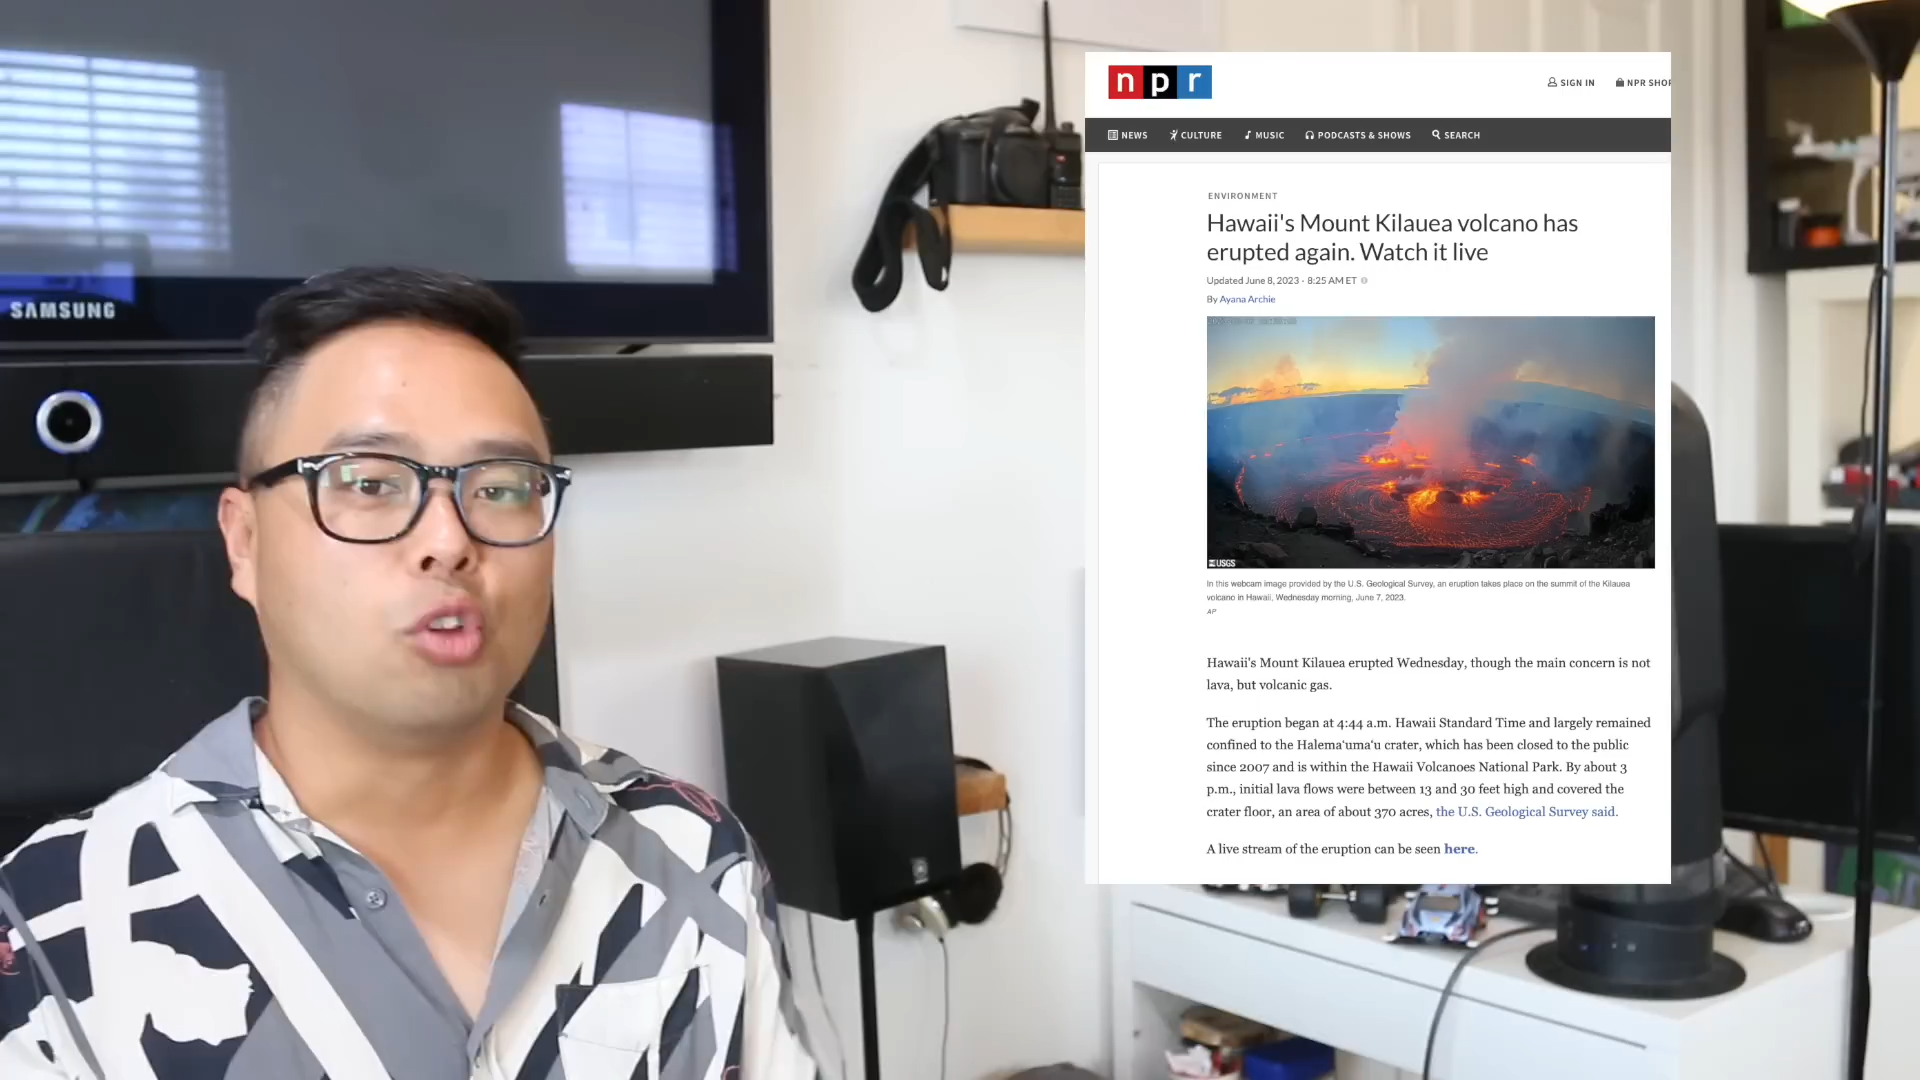 SAMSUNG
npr
SIGN IN
NPR SHOP
NEWS
CULTURE
MUSIC
PODCASTS & SHOWS
SEARCH
ENVIRONMENT
Hawaii's Mount Kilauea volcano has
erupted again. Watch it live
Updated June 8, 2023 · 8:25 AM ET
By Ayana Archie
USGS
In this webcam image provided by the U.S. Geological Survey, an eruption takes place on the summit of the Kilauea
volcano in Hawaii, Wednesday morning, June 7, 2023.
AP
Hawaii's Mount Kilauea erupted Wednesday, though the main concern is not
lava, but volcanic gas.
The eruption began at 4:44 a.m. Hawaii Standard Time and largely remained
confined to the Halemaʻumaʻu crater, which has been closed to the public
since 2007 and is within the Hawaii Volcanoes National Park. By about 3
p.m., initial lava flows were between 13 and 30 feet high and covered the
crater floor, an area of about 370 acres, the U.S. Geological Survey said.
A live stream of the eruption can be seen here.